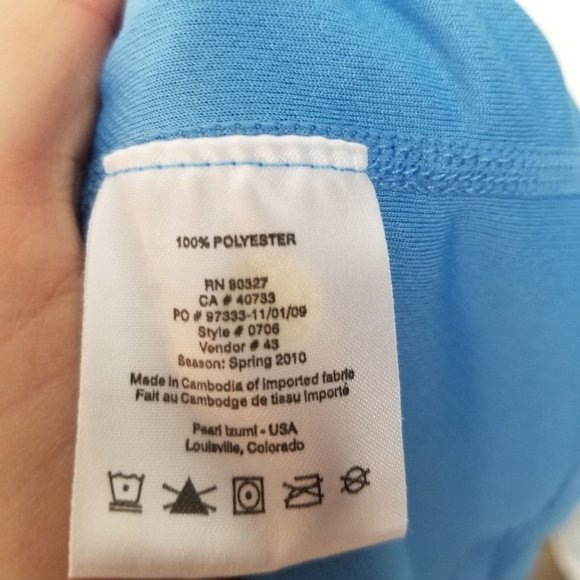 100% POLYESTER
RN 80327
CA # 40733
PO # 97333-11/01/09
Style # 0706
Vendor # 43
Season: Spring 2010
Made in Cambodia of imported fabric
Fait au Cambodge de tissu importé
Pearl Izumi - USA
Louisville, Colorado